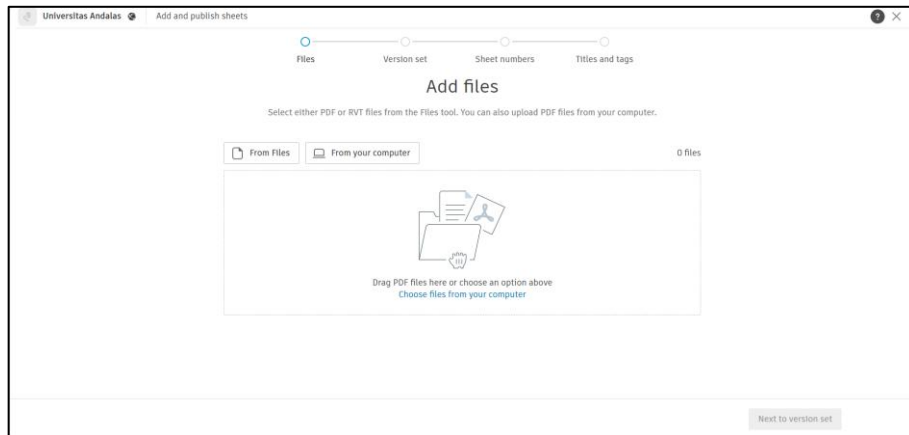 Universitas Andalas
Add and publish sheets
?
Files
Version set
Sheet numbers
Titles and tags
Add files
Select either PDF or RVT files from the Files tool. You can also upload PDF files from your computer.
From Files
From your computer
0 files
Drag PDF files here or choose an option above
Choose files from your computer
Next to version set